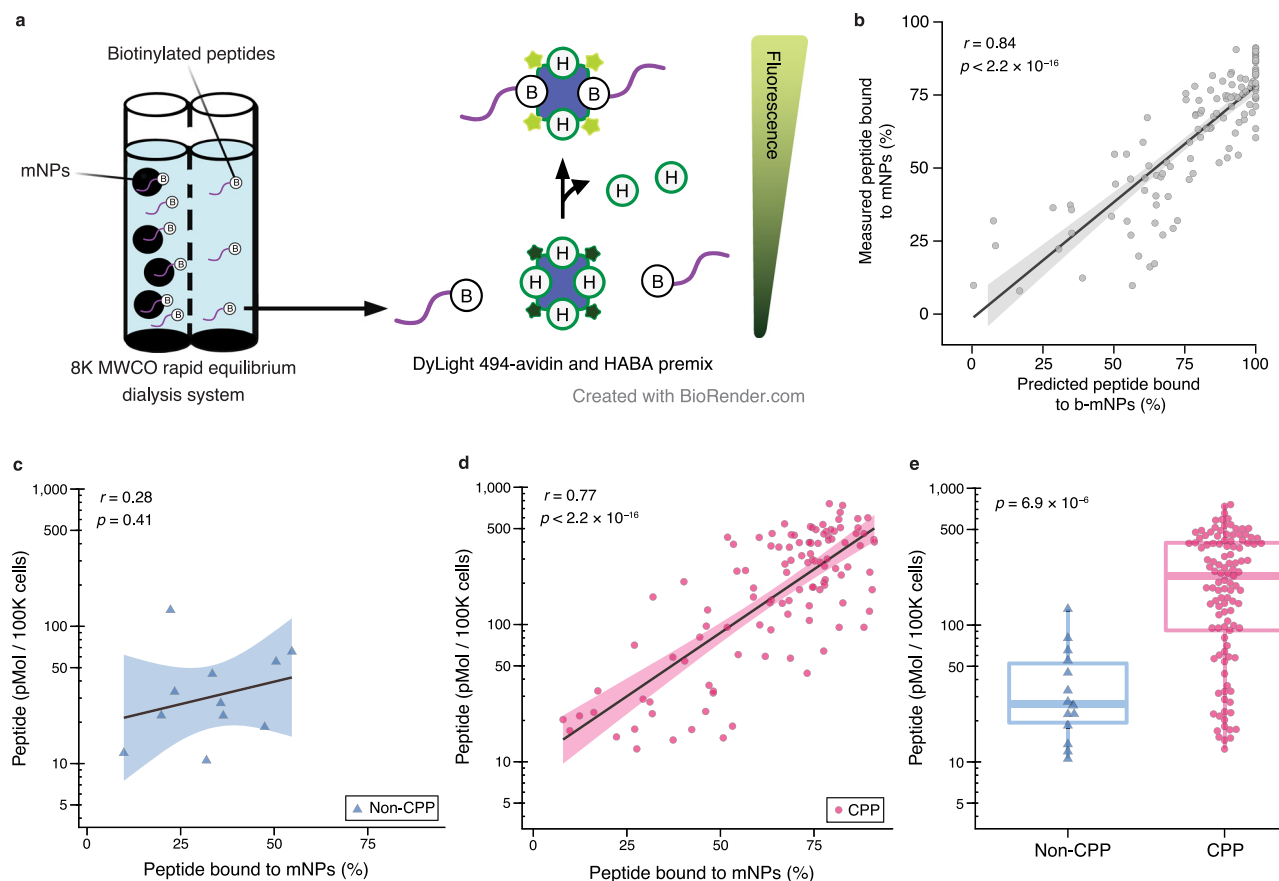 a
Biotinylated peptides
mNPs
B
B
B
B
B
B
B
B
B
8K MWCO rapid equilibrium
dialysis system
H
B
B
H
H
H
H
H
H
H
B
B
DyLight 494-avidin and HABA premix
Fluorescence
Created with BioRender.com
b
r = 0.84
p < 2.2 × 10−16
Measured peptide bound
to mNPs (%)
100
75
50
25
0
0
25
50
75
100
Predicted peptide bound
to b-mNPs (%)
c
r = 0.28
p = 0.41
Peptide (pMol / 100K cells)
1,000
500
100
50
10
5
Non-CPP
0
25
50
75
Peptide bound to mNPs (%)
d
r = 0.77
p < 2.2 × 10−16
Peptide (pMol / 100K cells)
1,000
500
100
50
10
5
CPP
0
25
50
75
Peptide bound to mNPs (%)
e
p = 6.9 × 10−6
Peptide (pMol / 100K cells)
1,000
500
100
50
10
5
Non-CPP
CPP